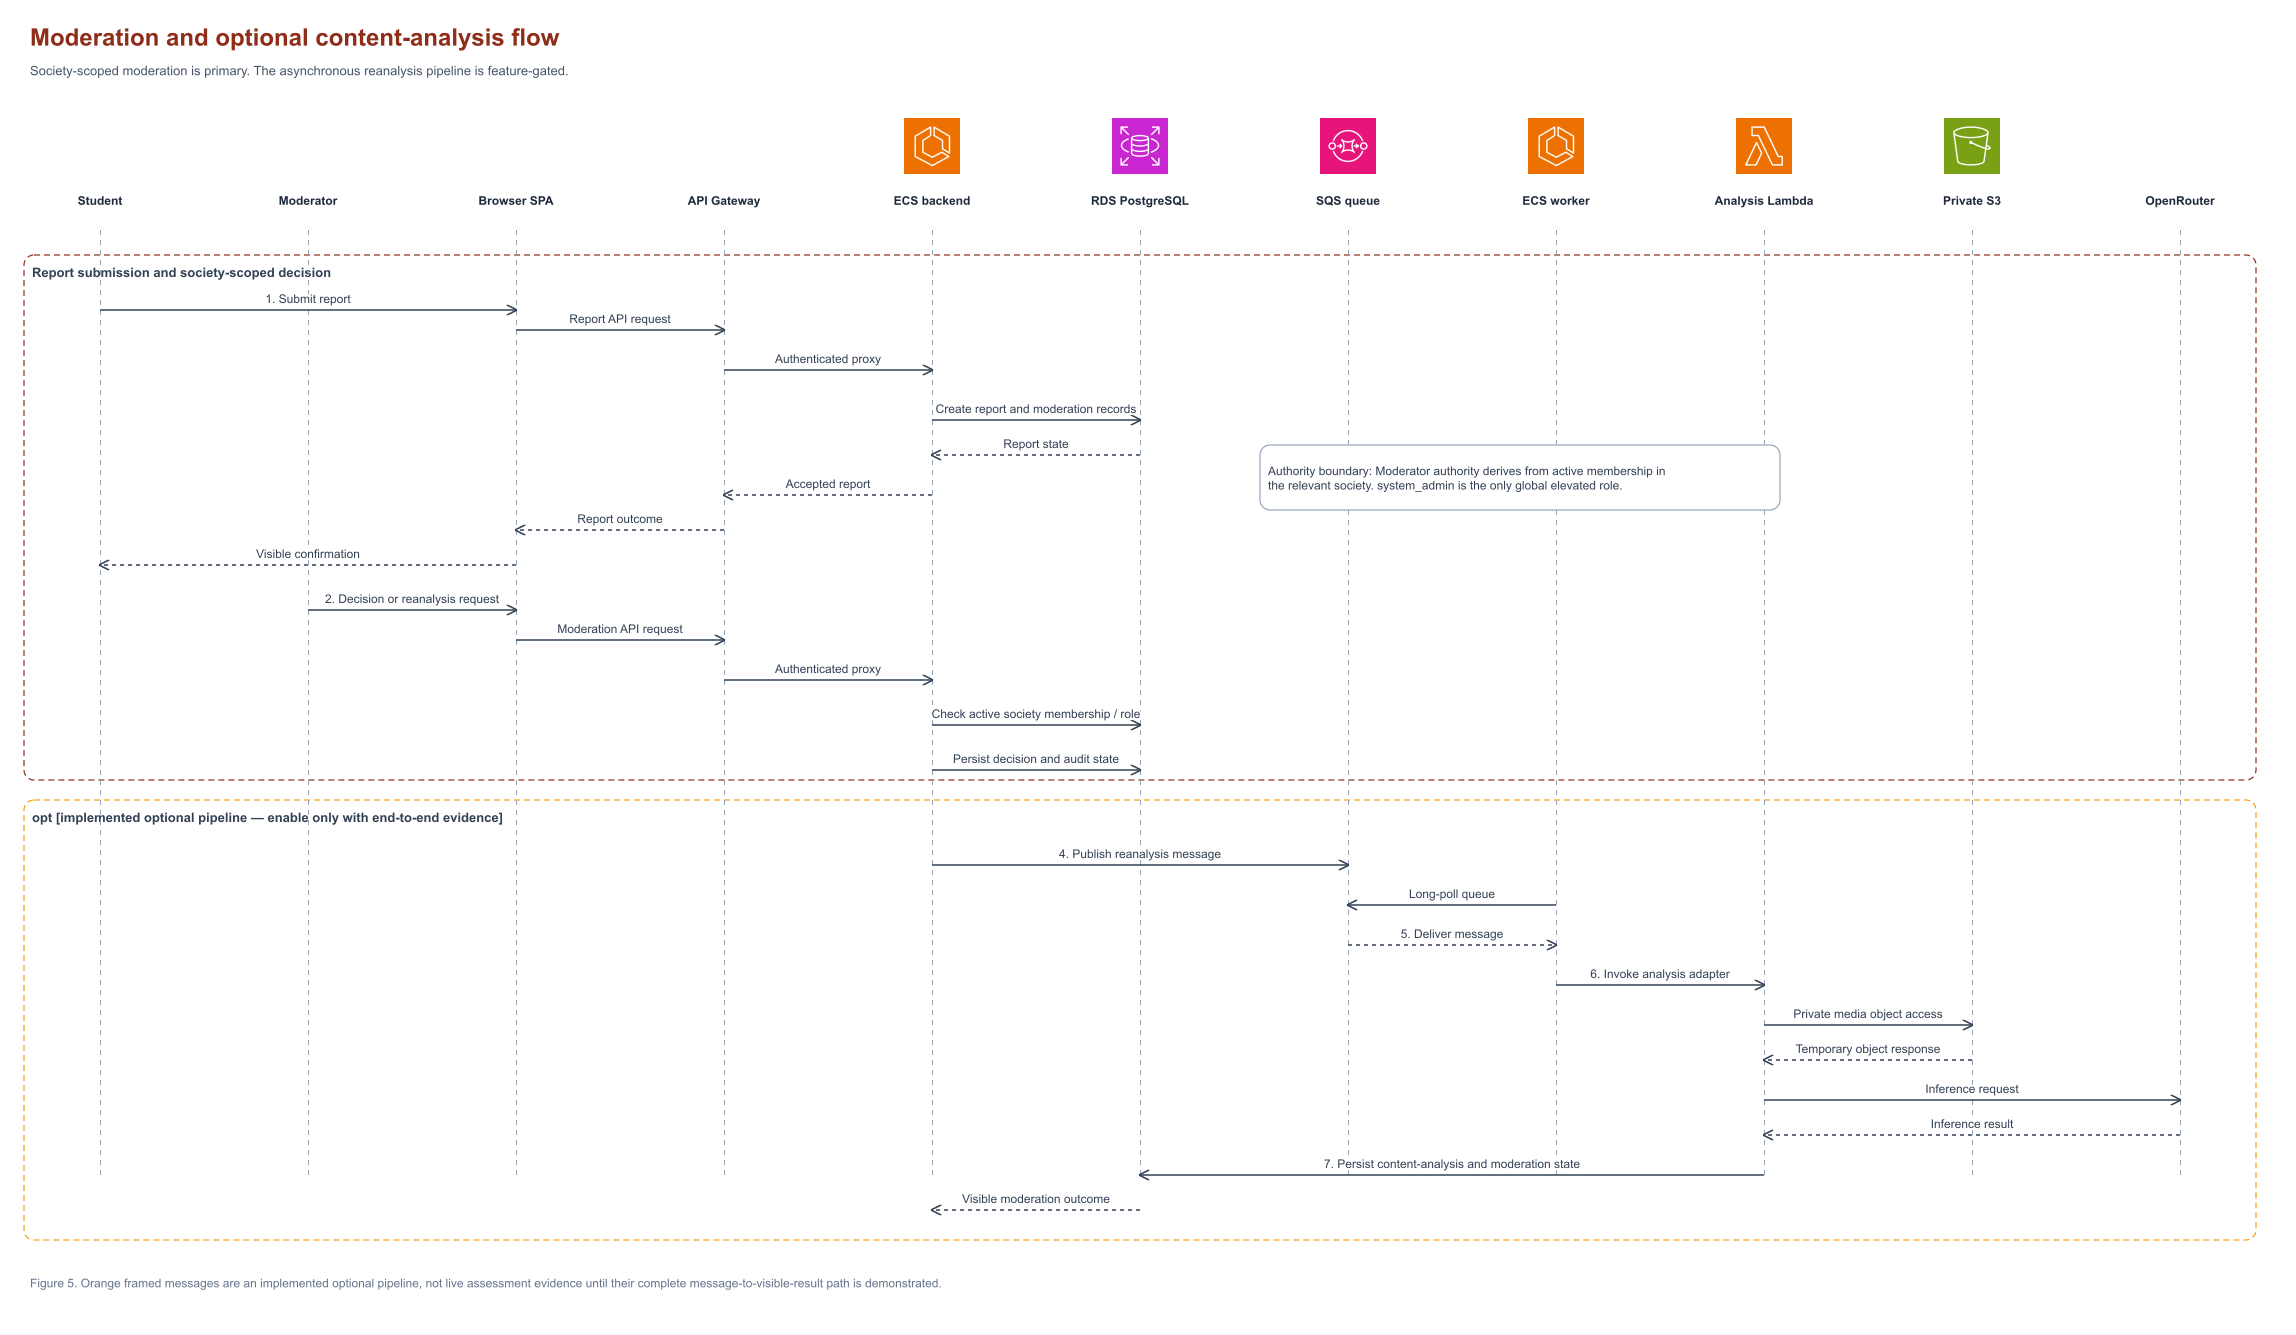 Moderation and optional content-analysis flow
Society-scoped moderation is primary. The asynchronous reanalysis pipeline is feature-gated.
Student
Moderator
Browser SPA
API Gateway
ECS backend
RDS PostgreSQL
SQS queue
ECS worker
Analysis Lambda
Private S3
OpenRouter
Report submission and society-scoped decision
1. Submit report
Report API request
Authenticated proxy
Create report and moderation records
Report state
Authority boundary: Moderator authority derives from active membership in
the relevant society. system_admin is the only global elevated role.
Accepted report
Report outcome
Visible confirmation
2. Decision or reanalysis request
Moderation API request
Authenticated proxy
Check active society membership / role
Persist decision and audit state
opt [implemented optional pipeline — enable only with end-to-end evidence]
4. Publish reanalysis message
Long-poll queue
5. Deliver message
6. Invoke analysis adapter
Private media object access
Temporary object response
Inference request
Inference result
7. Persist content-analysis and moderation state
Visible moderation outcome
Figure 5. Orange framed messages are an implemented optional pipeline, not live assessment evidence until their complete message-to-visible-result path is demonstrated.